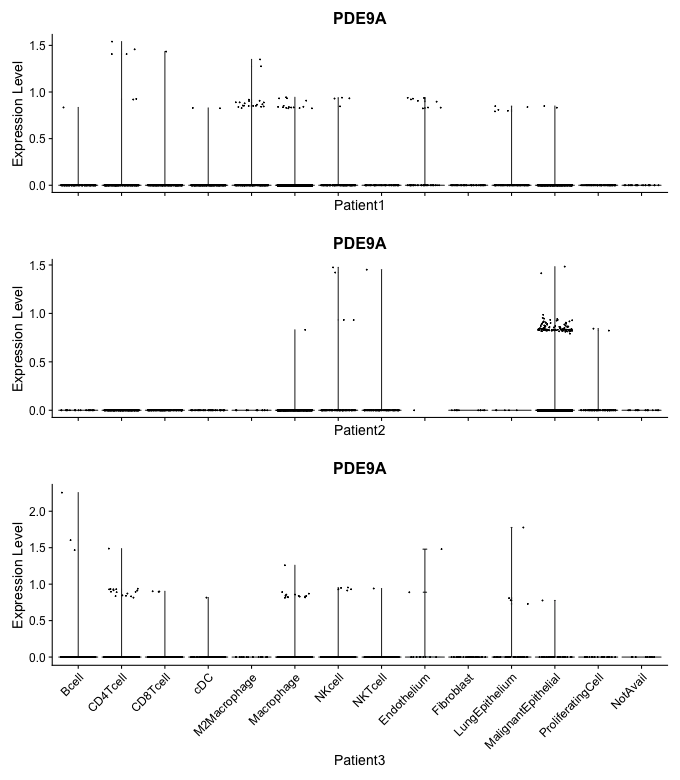 PDE9A
Expression Level
1.5
1.0
0.5
0.0
Patient1
PDE9A
Expression Level
1.5
1.0
0.5
0.0
Patient2
PDE9A
Expression Level
2.0
1.5
1.0
0.5
0.0
Bcell
CD4Tcell
CD8Tcell
cDC
M2Macrophage
Macrophage
NKcell
NKTcell
Endothelium
Fibroblast
LungEpithelium
MalignantEpithelial
ProliferatingCell
NotAvail
Patient3